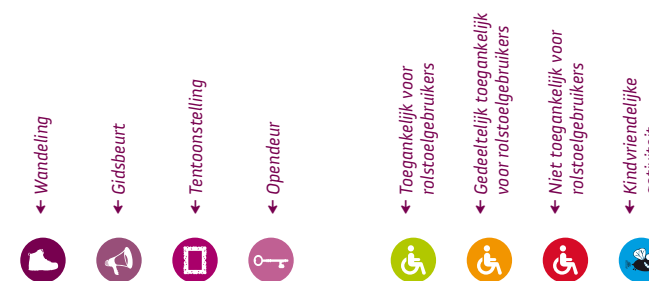 ← Wandeling
← Gidsbeurt
← Tentoonstelling
← Opendeur
← Toegankelijk voor
rolstoelgebruikers
← Gedeeltelijk toegankelijk
voor rolstoelgebruikers
← Niet toegankelijk voor
rolstoelgebruikers
← Kindvriendelijke